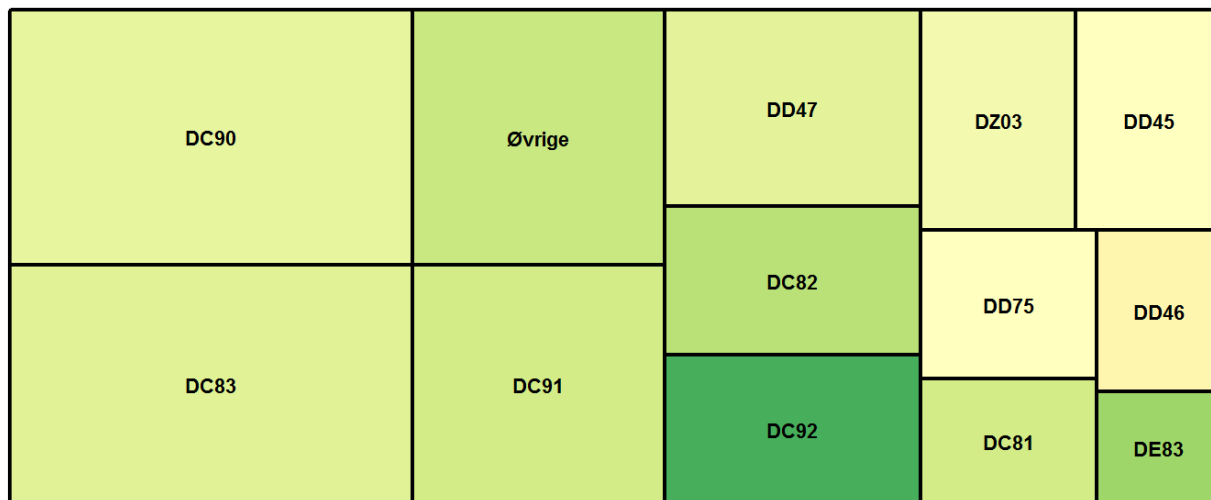 DC90
Øvrige
DD47
DZ03
DD45
DC82
DD75
DD46
DC83
DC91
DC92
DC81
DE83